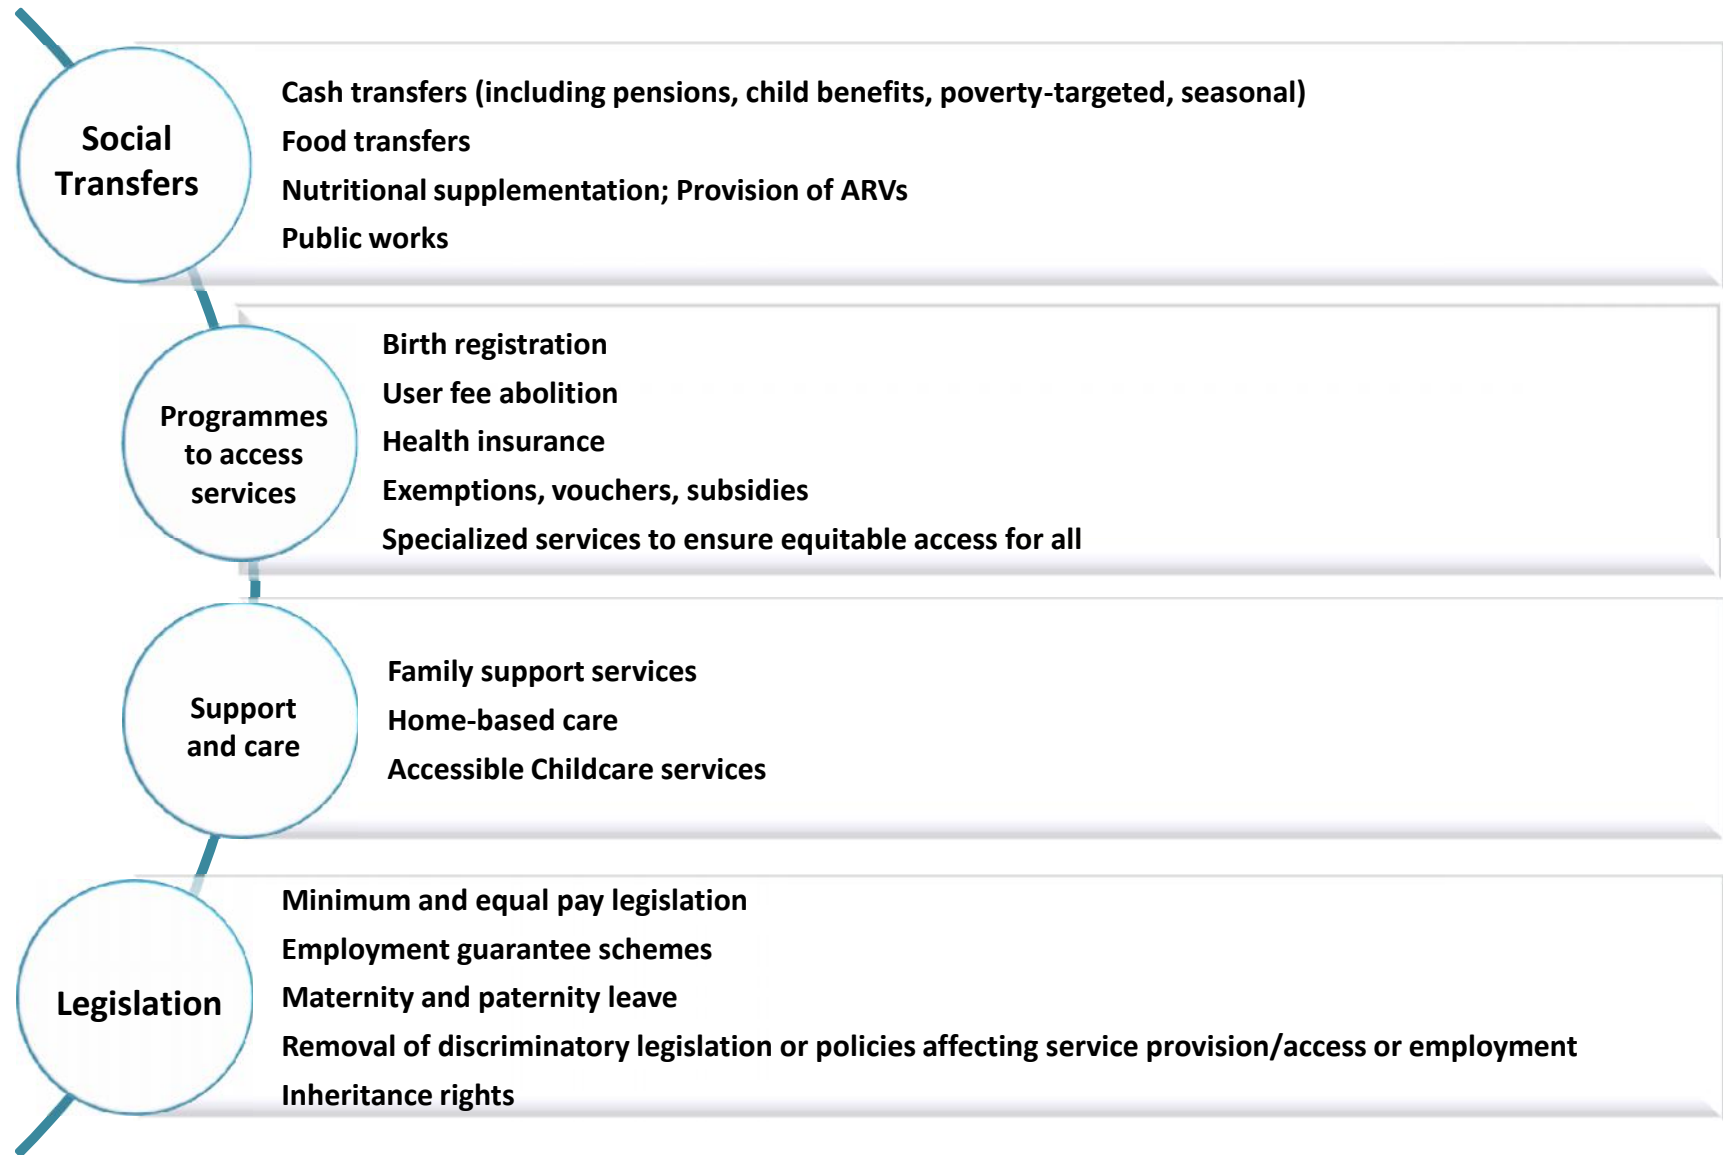 Social
Transfers
Cash transfers (including pensions, child benefits, poverty-targeted, seasonal)
Food transfers
Nutritional supplementation; Provision of ARVs
Public works
Programmes
to access
services
Birth registration
User fee abolition
Health insurance
Exemptions, vouchers, subsidies
Specialized services to ensure equitable access for all
Support
and care
Family support services
Home-based care
Accessible Childcare services
Legislation
Minimum and equal pay legislation
Employment guarantee schemes
Maternity and paternity leave
Removal of discriminatory legislation or policies affecting service provision/access or employment
Inheritance rights